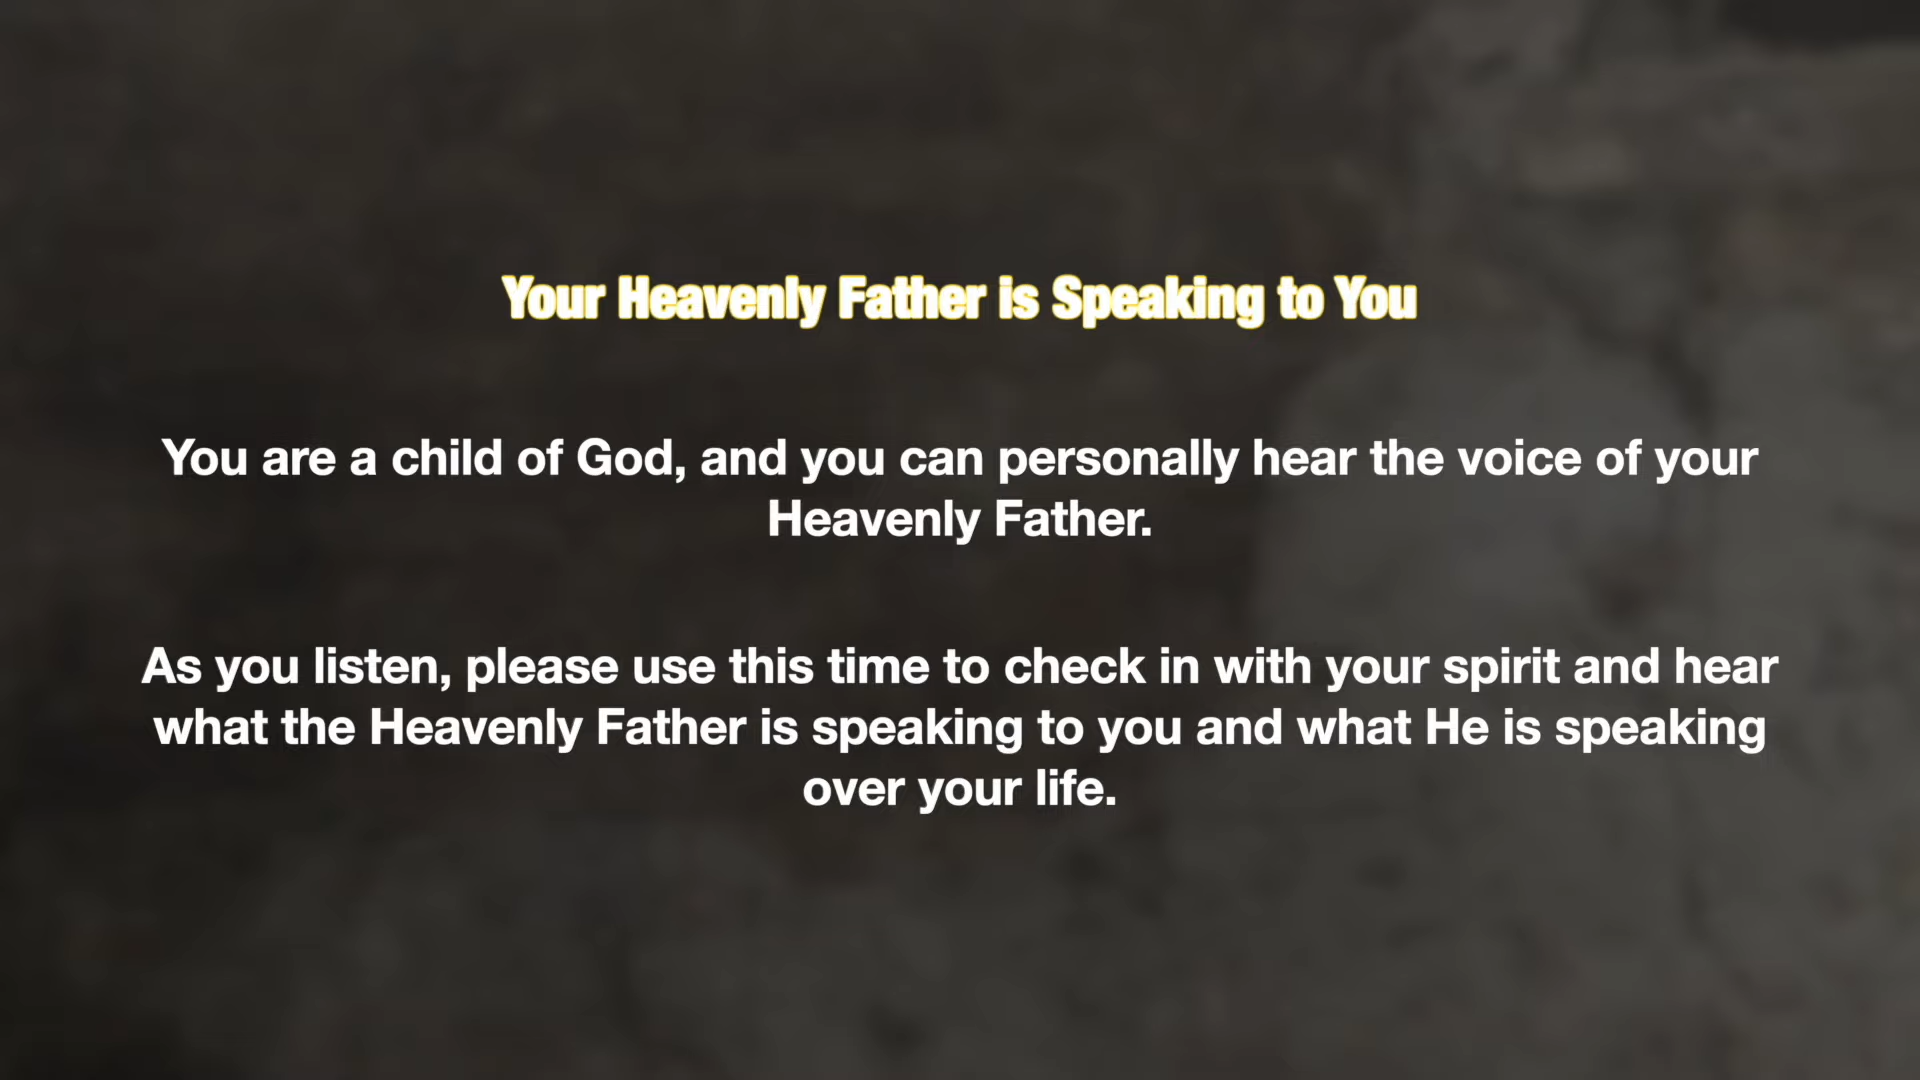 Your Heavenly Father is Speaking to You
You are a child of God, and you can personally hear the voice of your
Heavenly Father.
As you listen, please use this time to check in with your spirit and hear
what the Heavenly Father is speaking to you and what He is speaking
over your life.